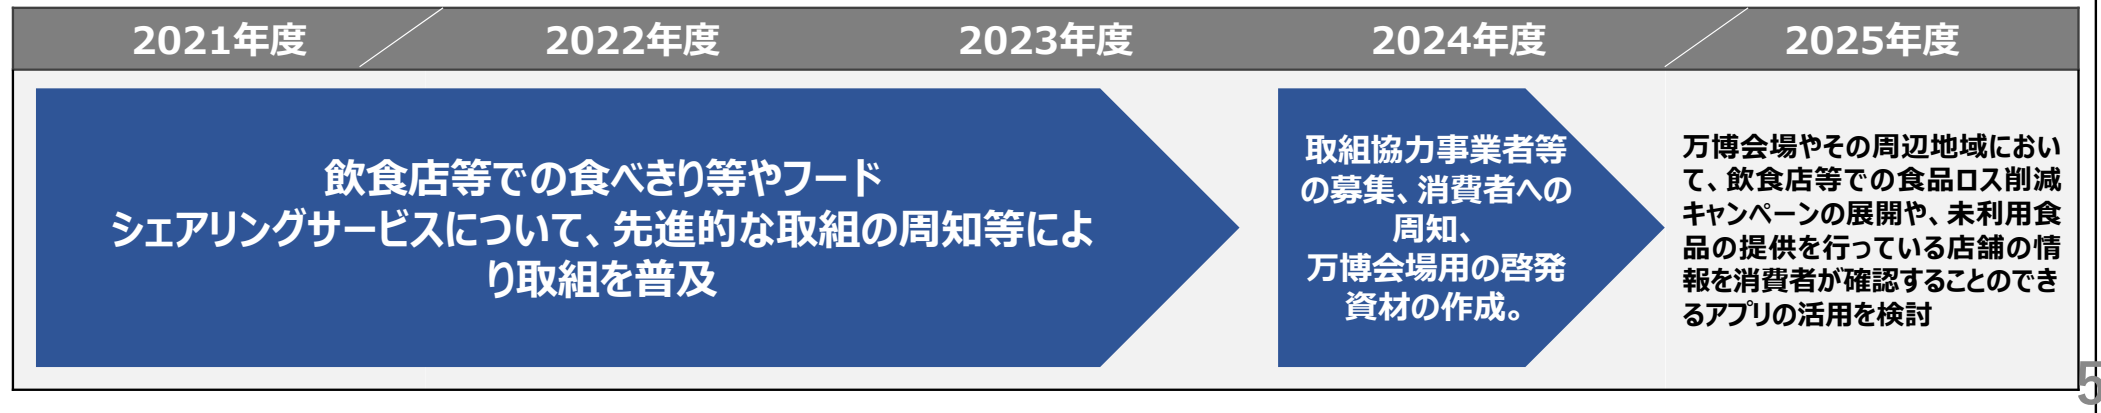 2021年度
2022年度
2023年度
2024年度
2025年度
飲食店等での食べきり等やフード
シェアリングサービスについて、先進的な取組の周知等によ
り取組を普及
取組協力事業者等
の募集、消費者への
周知、
万博会場用の啓発
資材の作成。
万博会場やその周辺地域におい
て、飲食店等での食品ロス削減
キャンペーンの展開や、未利用食
品の提供を行っている店舗の情
報を消費者が確認することのでき
るアプリの活用を検討
5